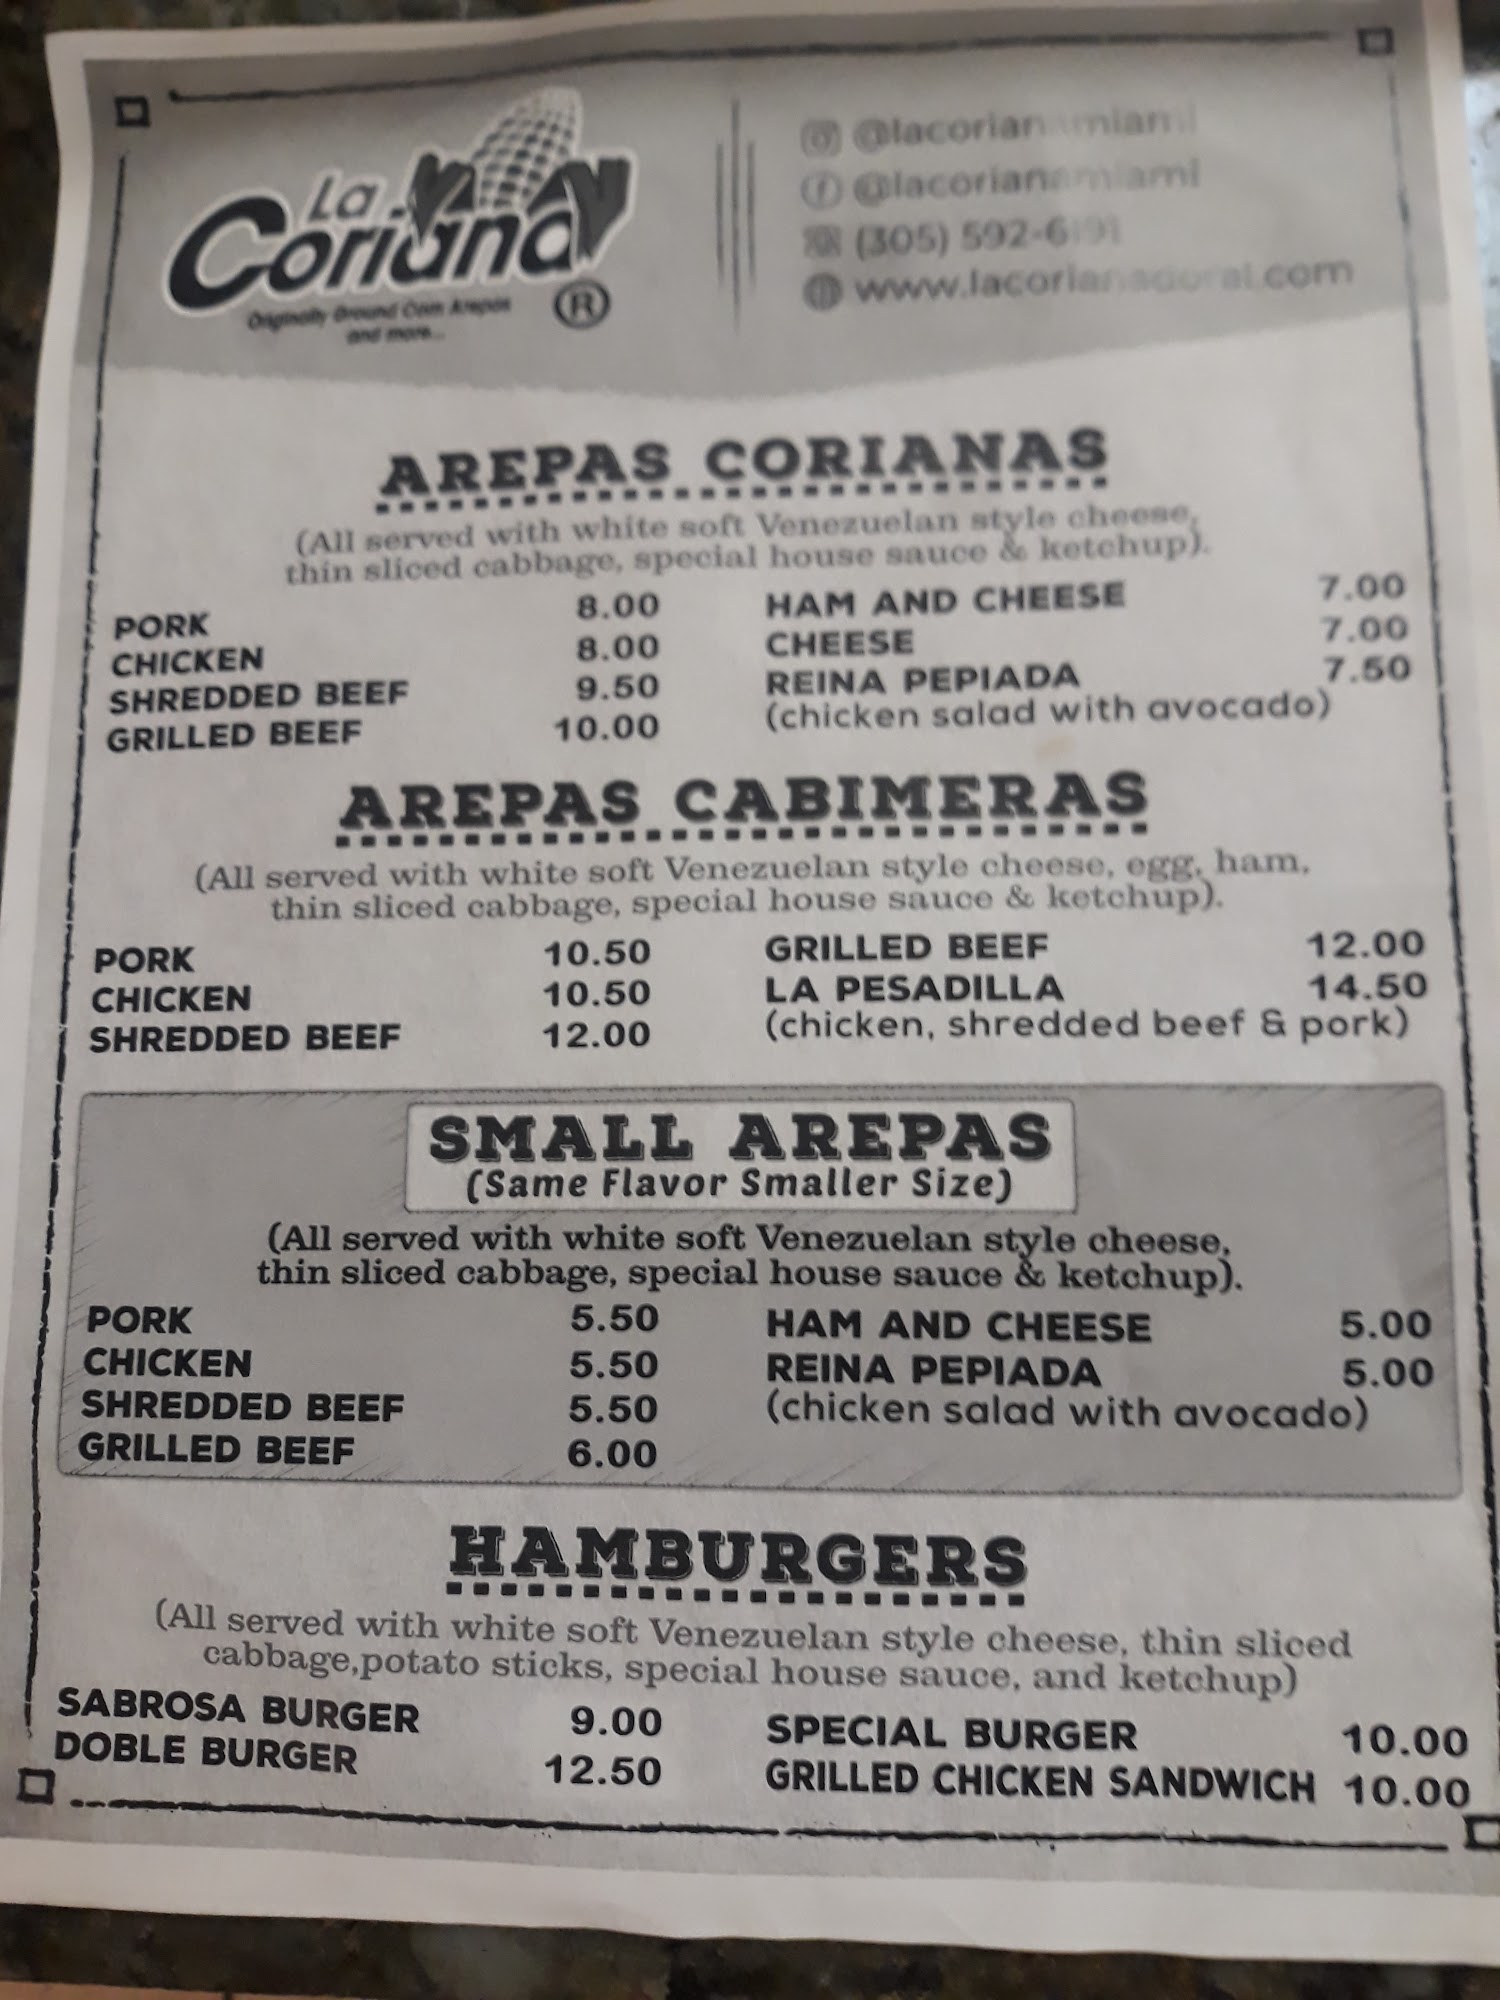 La Coriana
Originally Ground Corn Arepas
and more...
®
@lacorianamiami
@lacorianamiami
(305) 592-6191
www.lacorianadoral.com
AREPAS CORIANAS
(All served with white soft Venezuelan style cheese,
thin sliced cabbage, special house sauce & ketchup).
PORK 8.00
CHICKEN 8.00
SHREDDED BEEF 9.50
GRILLED BEEF 10.00
HAM AND CHEESE 7.00
CHEESE 7.00
REINA PEPIADA 7.50
(chicken salad with avocado)
AREPAS CABIMERAS
(All served with white soft Venezuelan style cheese, egg, ham,
thin sliced cabbage, special house sauce & ketchup).
PORK 10.50
CHICKEN 10.50
SHREDDED BEEF 12.00
GRILLED BEEF 12.00
LA PESADILLA 14.50
(chicken, shredded beef & pork)
SMALL AREPAS
(Same Flavor Smaller Size)
(All served with white soft Venezuelan style cheese,
thin sliced cabbage, special house sauce & ketchup).
PORK 5.50
CHICKEN 5.50
SHREDDED BEEF 5.50
GRILLED BEEF 6.00
HAM AND CHEESE 5.00
REINA PEPIADA 5.00
(chicken salad with avocado)
HAMBURGERS
(All served with white soft Venezuelan style cheese, thin sliced
cabbage,potato sticks, special house sauce, and ketchup)
SABROSA BURGER 9.00
DOBLE BURGER 12.50
SPECIAL BURGER 10.00
GRILLED CHICKEN SANDWICH 10.00